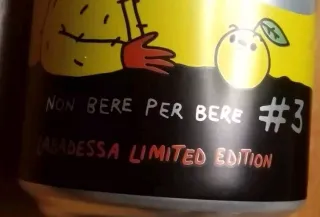 NON BERE PER BERE #3
LABADESSA LIMITED EDITION